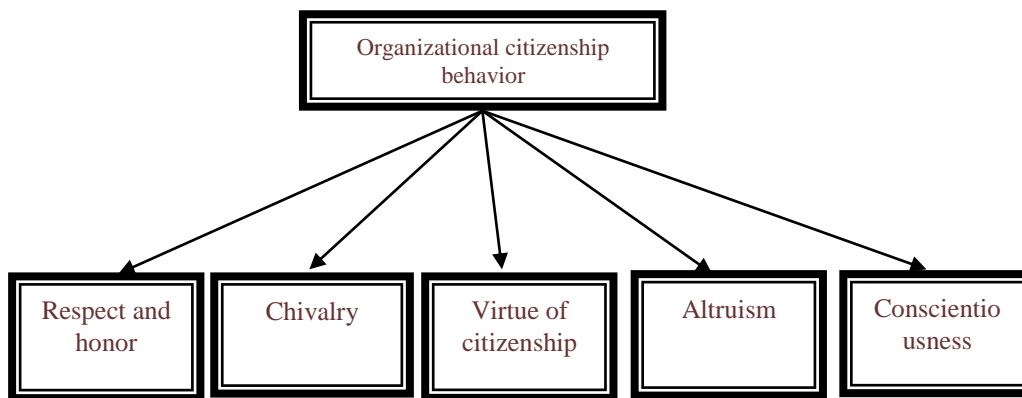 Organizational citizenship
behavior
Respect and
honor
Chivalry
Virtue of
citizenship
Altruism
Conscientio
usness